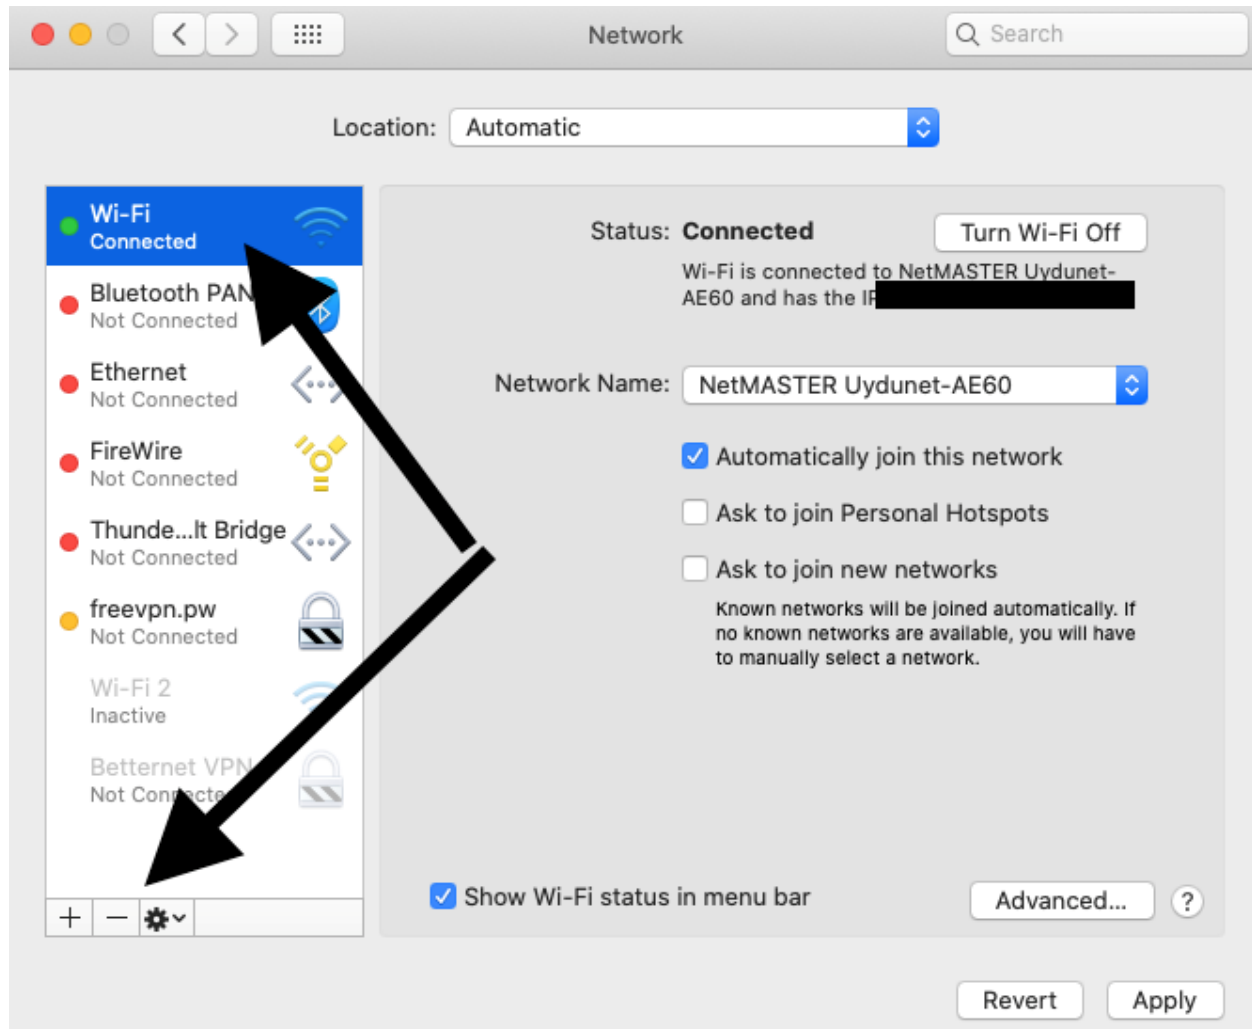 Network
Search
Location: Automatic
Wi-Fi
Connected
Bluetooth PAN
Not Connected
Ethernet
Not Connected
FireWire
Not Connected
Thunde...lt Bridge
Not Connected
freevpn.pw
Not Connected
Wi-Fi 2
Inactive
Betternet VPN
Not Connected
Status: Connected
Turn Wi-Fi Off
Wi-Fi is connected to NetMASTER Uydunet-
AE60 and has the IP
Network Name: NetMASTER Uydunet-AE60
Automatically join this network
Ask to join Personal Hotspots
Ask to join new networks
Known networks will be joined automatically. If
no known networks are available, you will have
to manually select a network.
Show Wi-Fi status in menu bar
Advanced...
?
Revert
Apply